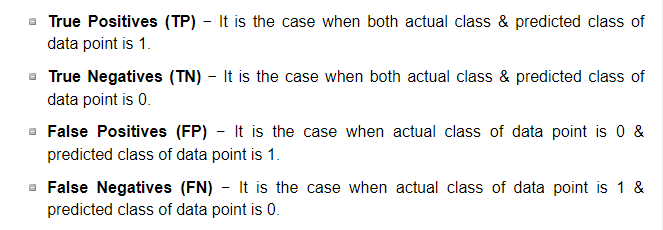 True Positives (TP) − It is the case when both actual class & predicted class of
data point is 1.
True Negatives (TN) − It is the case when both actual class & predicted class of
data point is 0.
False Positives (FP) − It is the case when actual class of data point is 0 &
predicted class of data point is 1.
False Negatives (FN) − It is the case when actual class of data point is 1 &
predicted class of data point is 0.